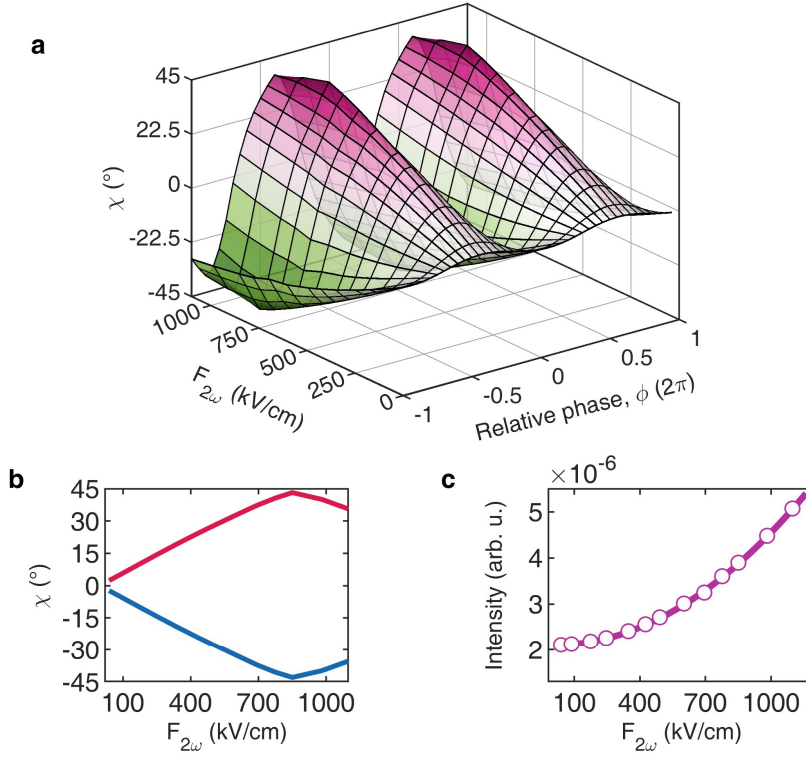 a
45
22.5
0
-22.5
-45
χ (°)
1000
750
500
250
0
F2ω (kV/cm)
-1
-0.5
0
0.5
1
Relative phase, ϕ (2π)
b
45
30
15
0
-15
-30
-45
χ (°)
100 400 700 1000
F2ω (kV/cm)
c
×10-6
5
4
3
2
Intensity (arb. u.)
100 400 700 1000
F2ω (kV/cm)